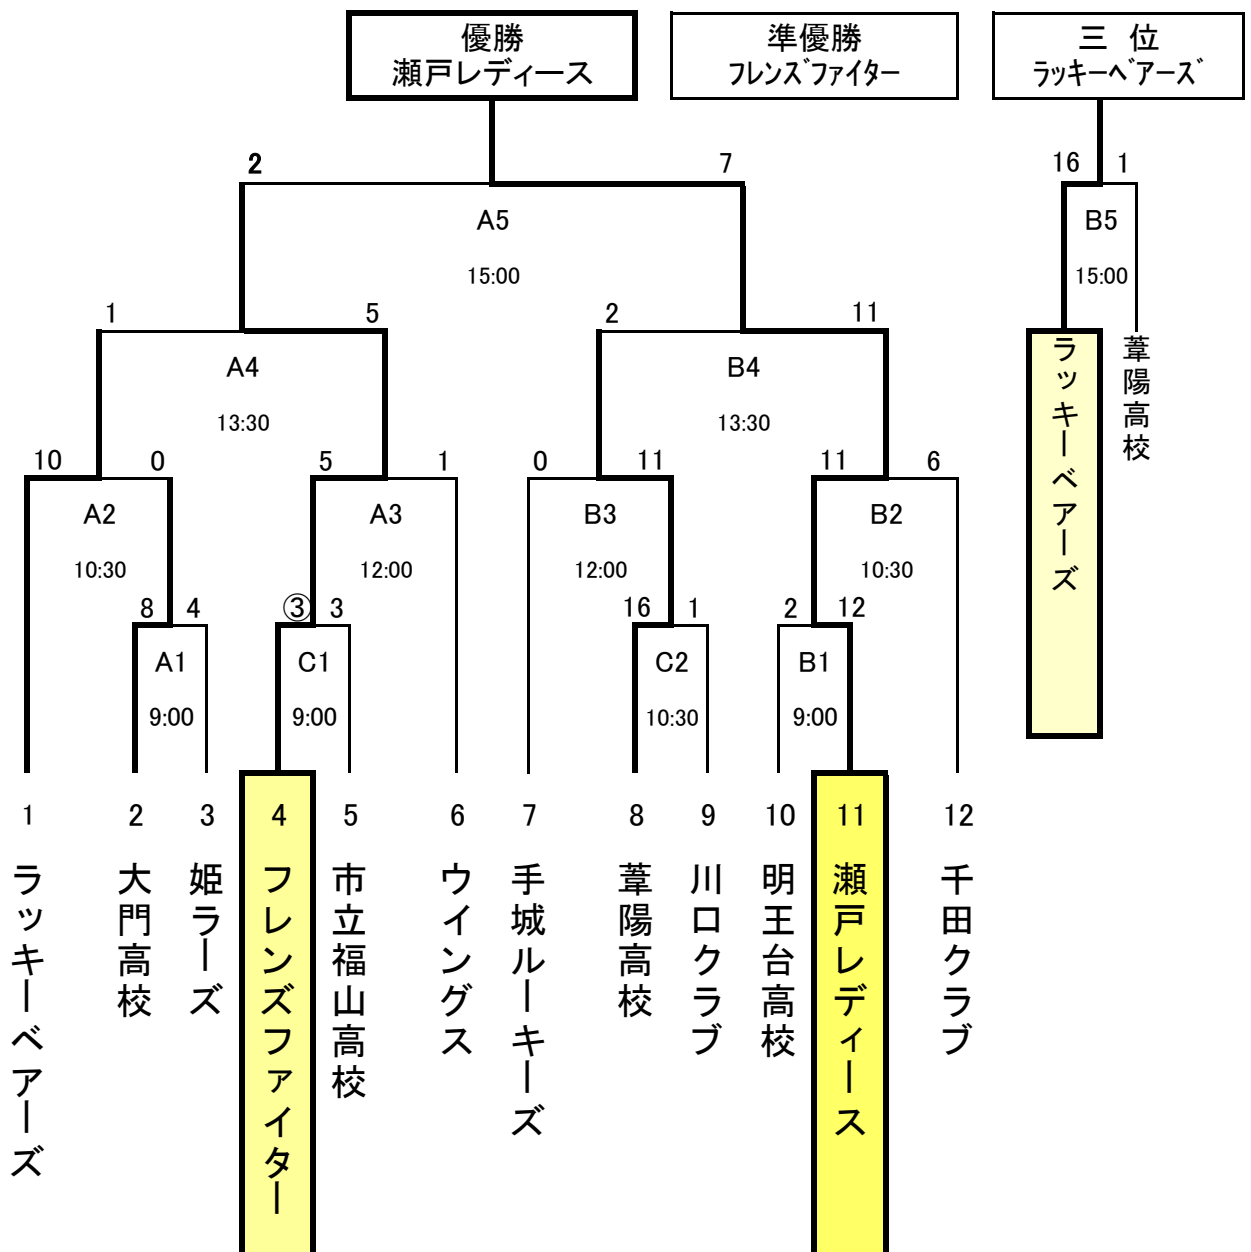 優勝
瀬戸レディース
準優勝
フレンズファイター
三 位
ラッキーベアーズ
2 7
16 1
A5
B5
15:00
15:00
1 5 2 11
A4 B4
13:30 13:30
10 0 5 1 0 11 11 6
A2 A3 B3 B2
10:30 12:00 12:00 10:30
8 4 ③ 3 16 1 2 12
A1 C1 C2 B1
9:00 9:00 10:30 9:00
ラッキーベアーズ
葦陽高校
1 2 3 4 5 6 7 8 9 10 11 12
ラッキーベアーズ
大門高校
姫ラーズ
フレンズファイター
市立福山高校
ウイングス
手城ルーキーズ
葦陽高校
川口クラブ
明王台高校
瀬戸レディース
千田クラブ